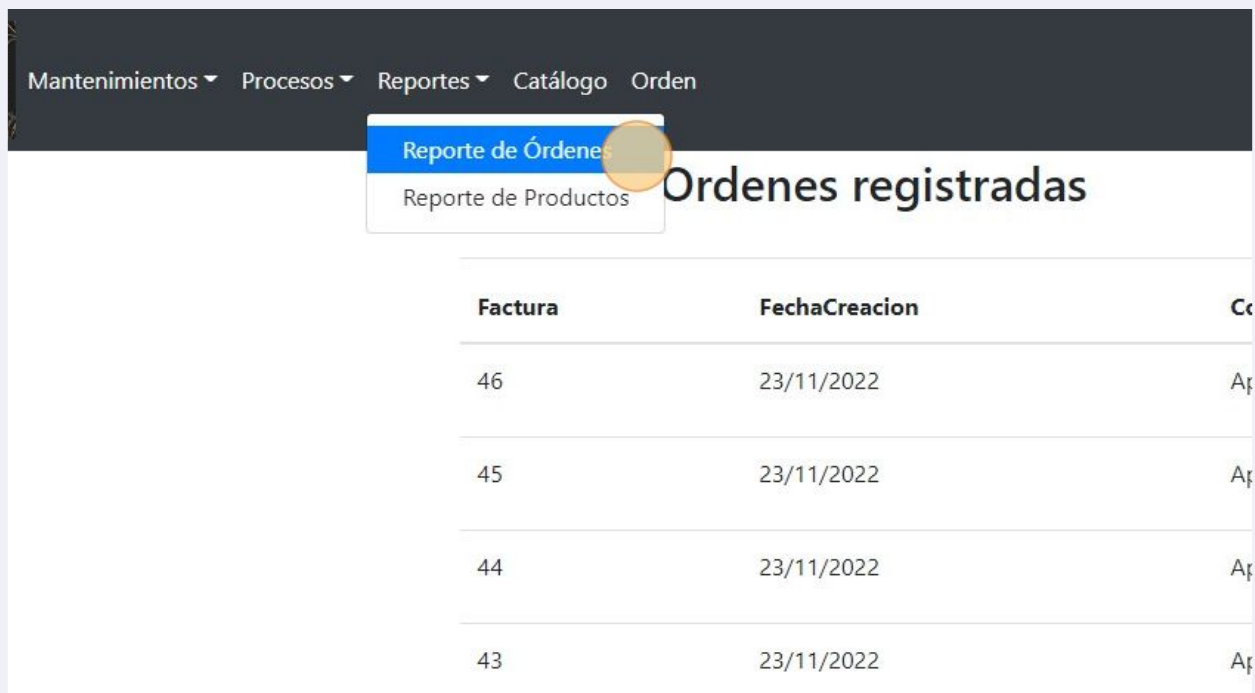 Mantenimientos Procesos Reportes Catálogo Orden
Reporte de Órdenes
Reporte de Productos
Ordenes registradas
Factura FechaCreacion
46 23/11/2022
45 23/11/2022
44 23/11/2022
43 23/11/2022